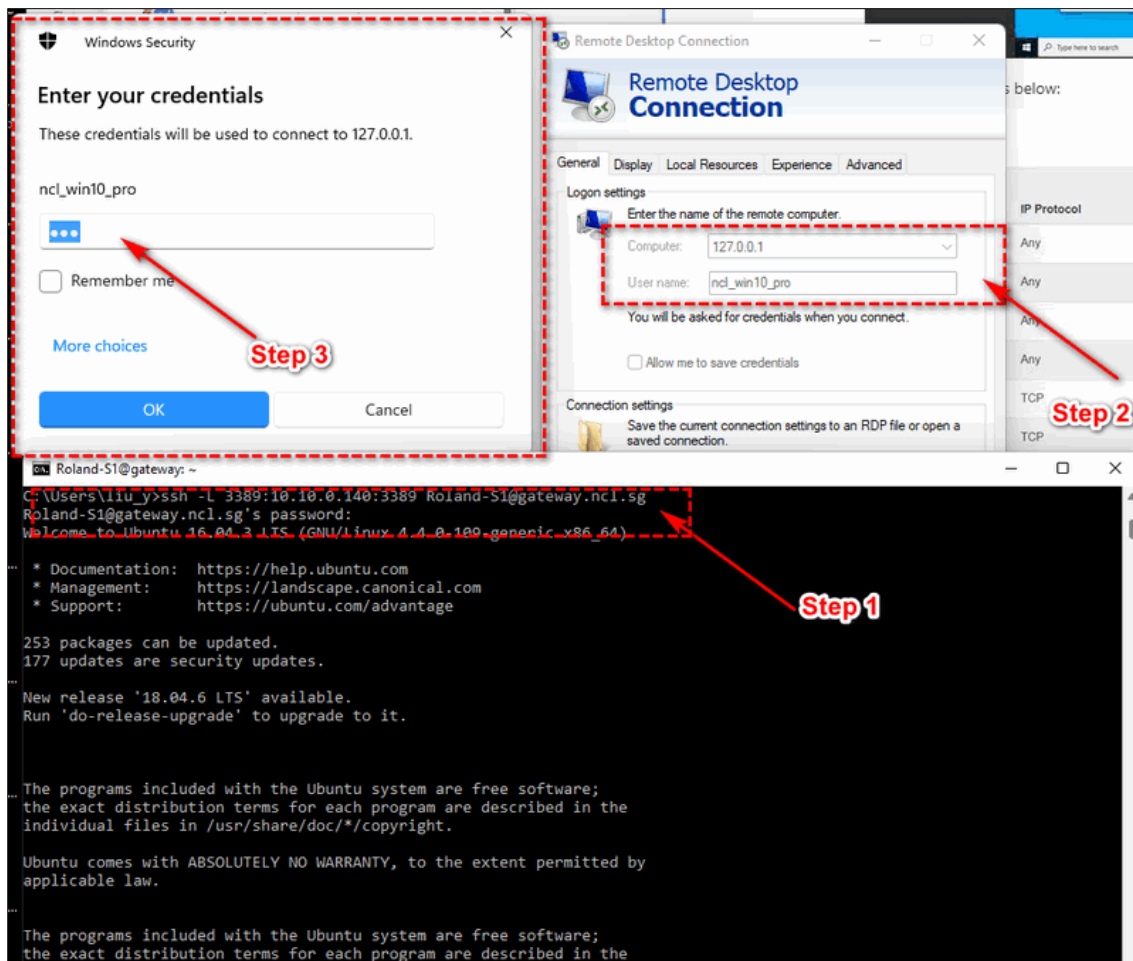 Windows Security
Enter your credentials
These credentials will be used to connect to 127.0.0.1.
ncl_win10_pro
Remember me
More choices
Step 3
OK
Cancel
Remote Desktop Connection
Remote Desktop
Connection
General Display Local Resources Experience Advanced
Logon settings
Enter the name of the remote computer.
Computer: 127.0.0.1
User name: ncl_win10_pro
You will be asked for credentials when you connect.
Allow me to save credentials
Connection settings
Save the current connection settings to an RDP file or open a
saved connection.
Type here to search
s below:
IP Protocol
Any
Any
Any
Any
TCP
Step 2
TCP
Roland-S1@gateway: ~
C:\Users\liu_y>ssh -L 3389:10.10.0.140:3389 Roland-S1@gateway.ncl.sg
Roland-S1@gateway.ncl.sg's password:
Welcome to Ubuntu 16.04.3 LTS (GNU/Linux 4.4.0-109-generic x86_64)
Step 1
* Documentation: https://help.ubuntu.com
* Management: https://landscape.canonical.com
* Support: https://ubuntu.com/advantage
253 packages can be updated.
177 updates are security updates.
New release '18.04.6 LTS' available.
Run 'do-release-upgrade' to upgrade to it.
The programs included with the Ubuntu system are free software;
the exact distribution terms for each program are described in the
individual files in /usr/share/doc/*/copyright.
Ubuntu comes with ABSOLUTELY NO WARRANTY, to the extent permitted by
applicable law.
The programs included with the Ubuntu system are free software;
the exact distribution terms for each program are described in the